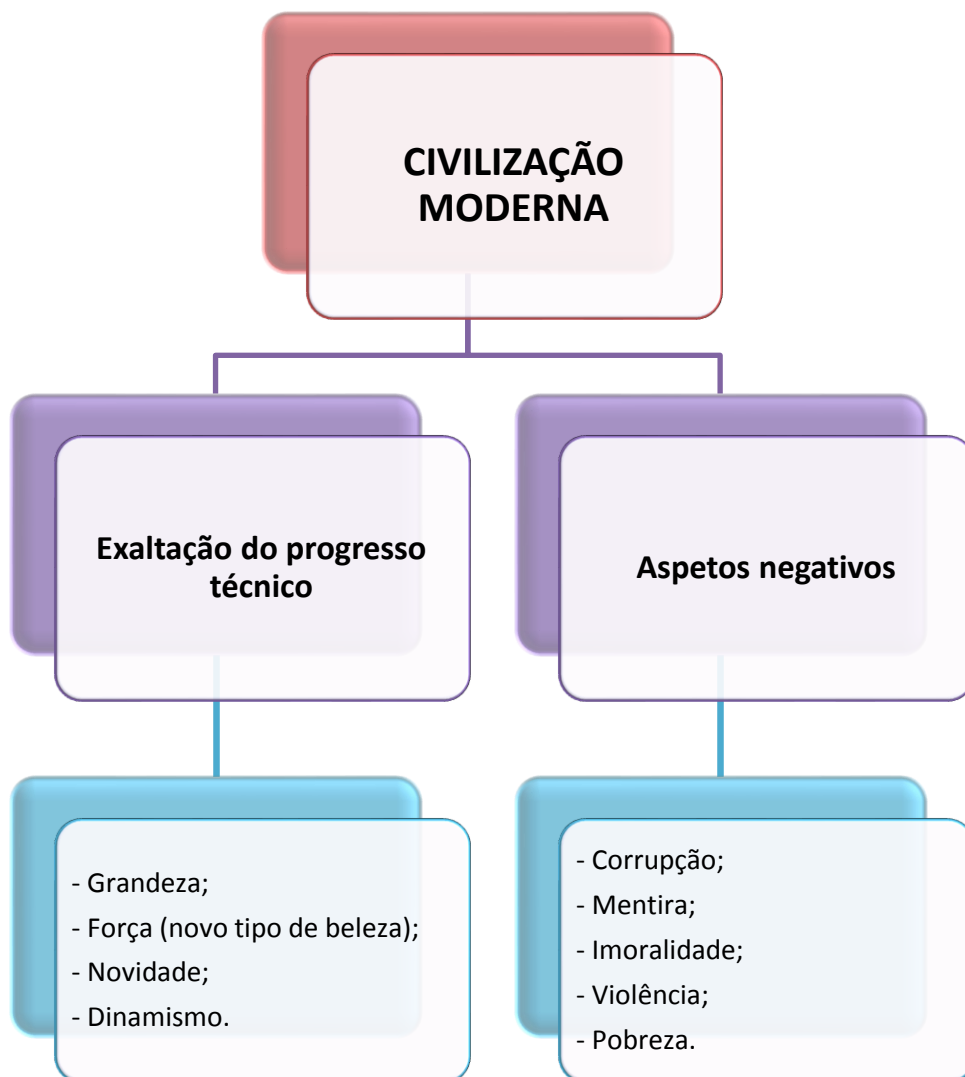 CIVILIZAÇÃO
MODERNA
Exaltação do progresso
técnico
Aspetos negativos
- Grandeza;
- Força (novo tipo de beleza);
- Novidade;
- Dinamismo.
- Corrupção;
- Mentira;
- Imoralidade;
- Violência;
- Pobreza.